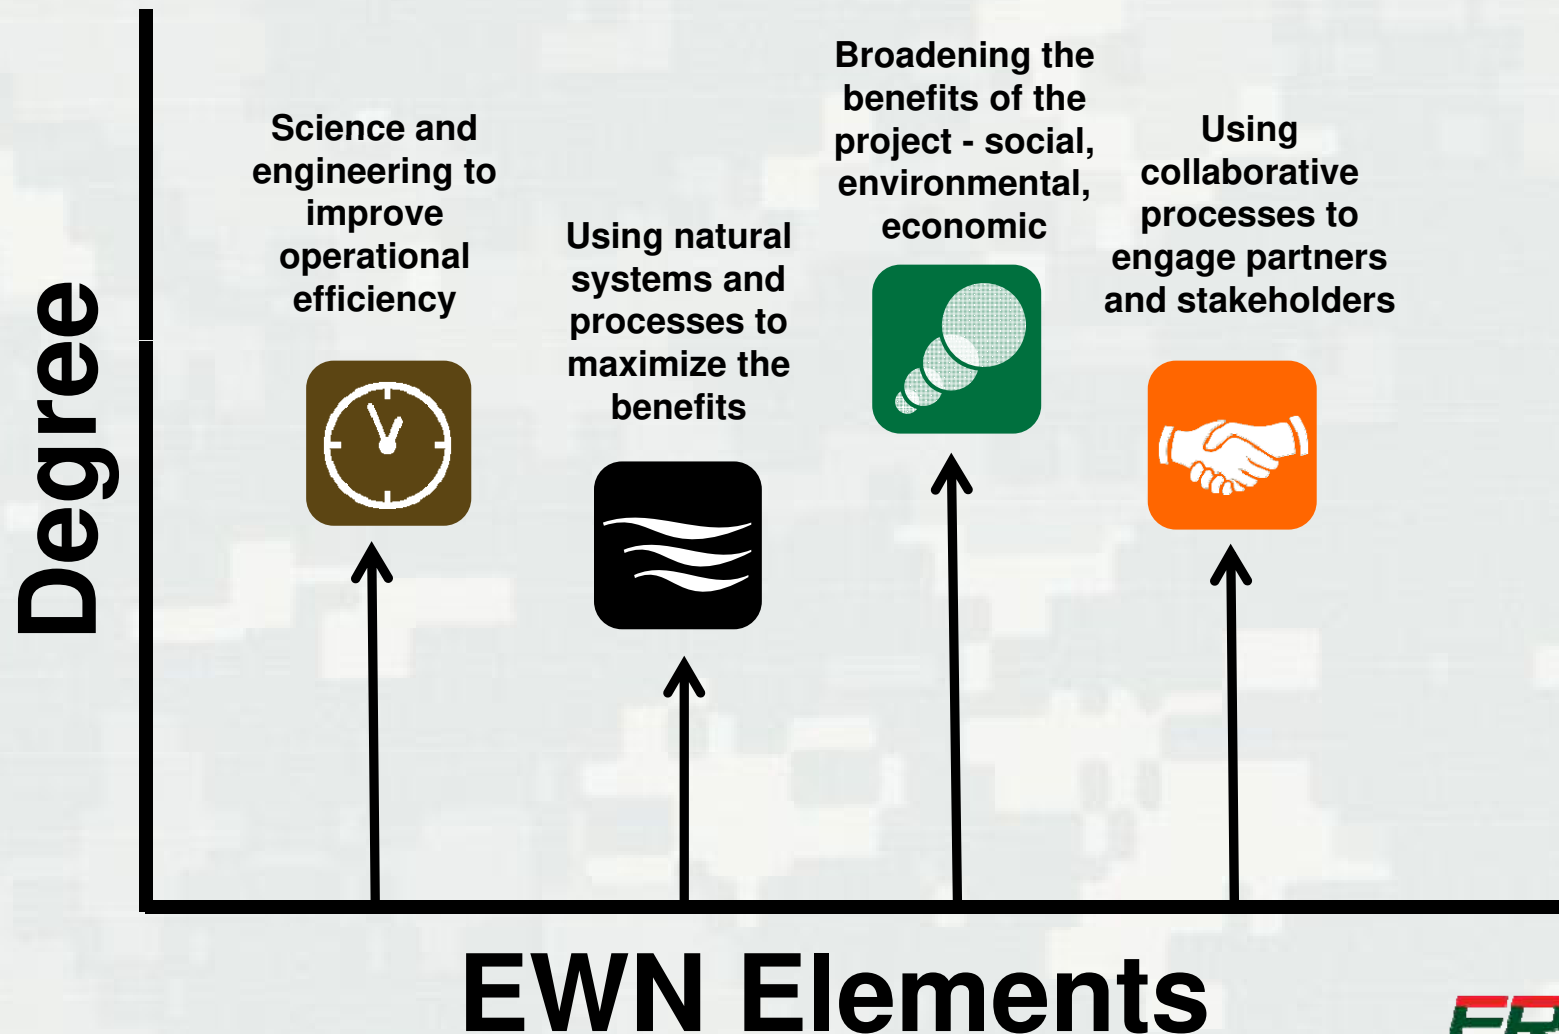 Degree
Science and
engineering to
improve
operational
efficiency
Using natural
systems and
processes to
maximize the
benefits
Broadening the
benefits of the
project - social,
environmental,
economic
Using
collaborative
processes to
engage partners
and stakeholders
EWN Elements